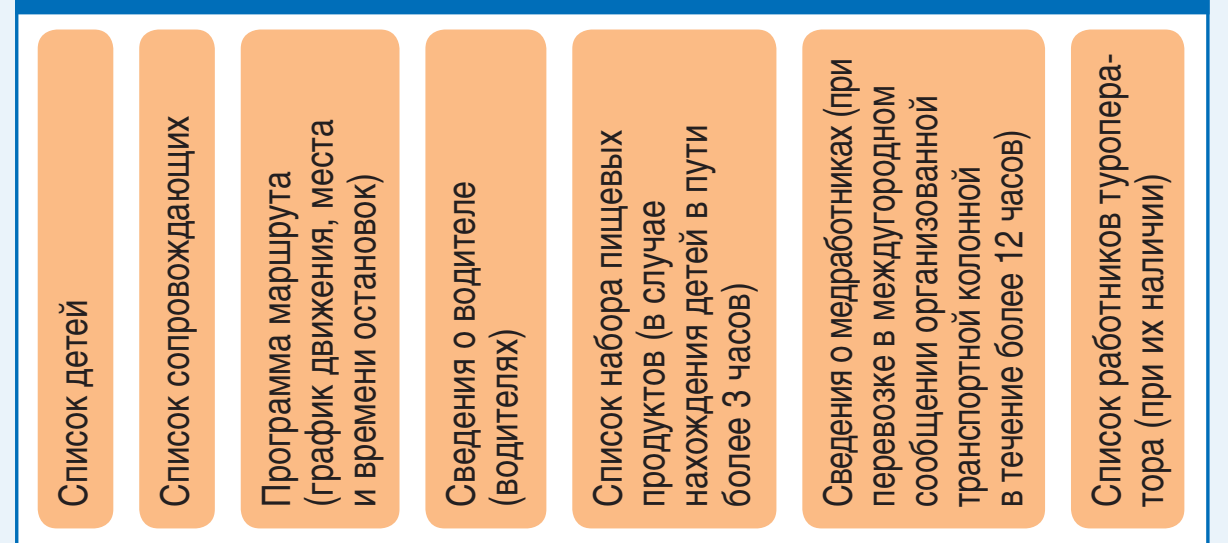 Список детей
Список сопровождающих
Программа маршрута
(график движения, места
и времени остановок)
Сведения о водителе
(водителях)
Список набора пищевых
продуктов (в случае
нахождения детей в пути
более 3 часов)
Сведения о медработниках (при
перевозке в междугородном
сообщении организованной
транспортной колонной
в течение более 12 часов)
Список работников туропера-
тора (при их наличии)